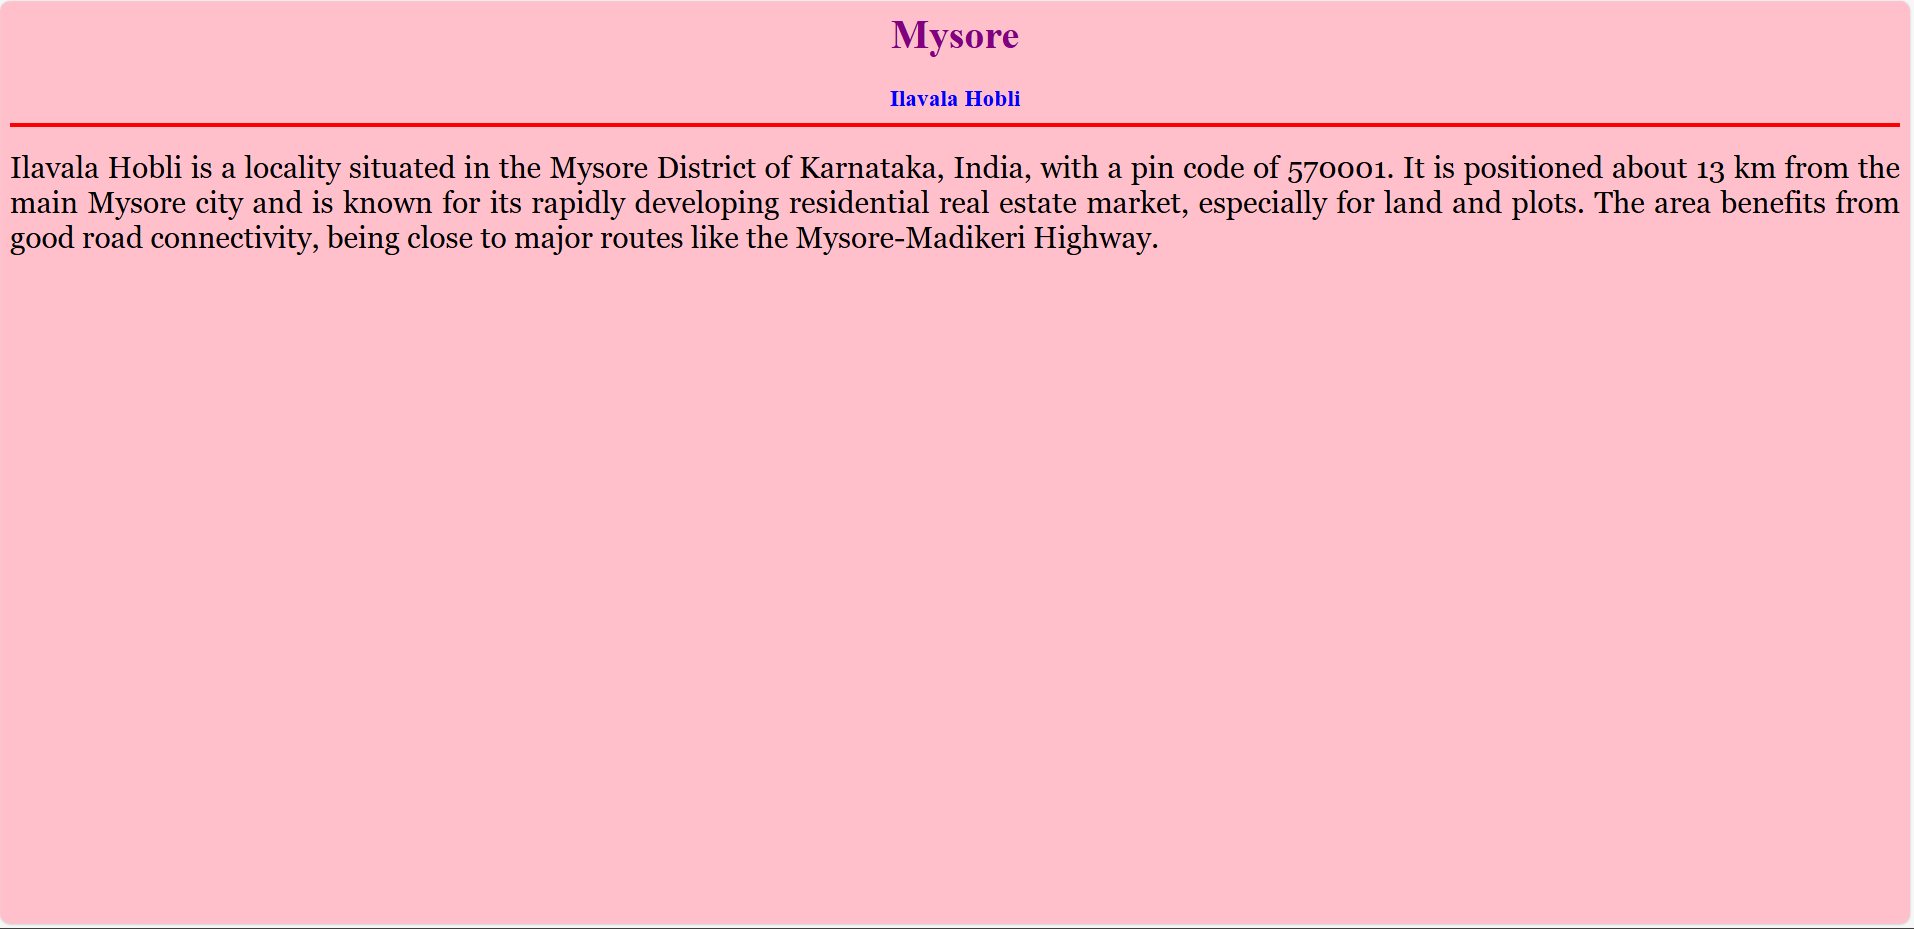 Mysore
Ilavala Hobli
Ilavala Hobli is a locality situated in the Mysore District of Karnataka, India, with a pin code of 570001. It is positioned about 13 km from the
main Mysore city and is known for its rapidly developing residential real estate market, especially for land and plots. The area benefits from
good road connectivity, being close to major routes like the Mysore-Madikeri Highway.